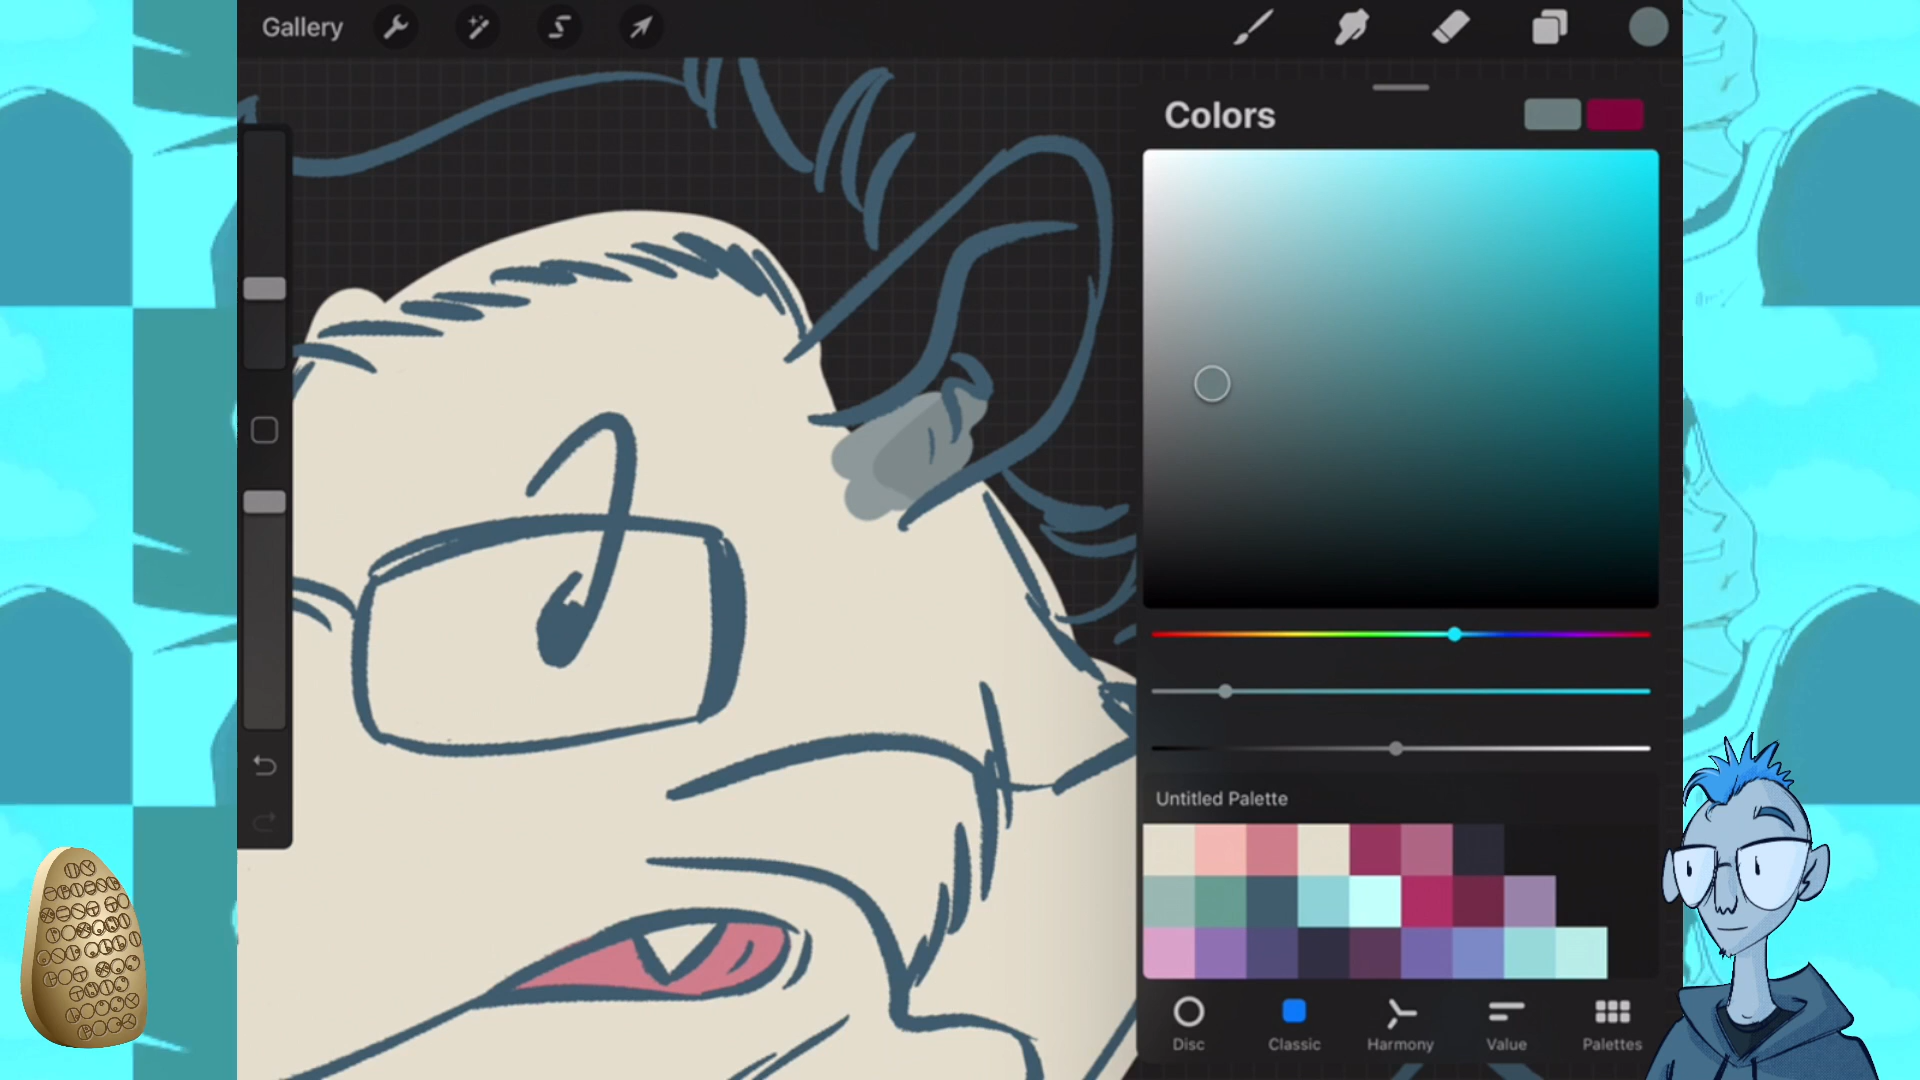 Gallery
Colors
Untitled Palette
Disc
Classic
Harmony
Value
Palettes